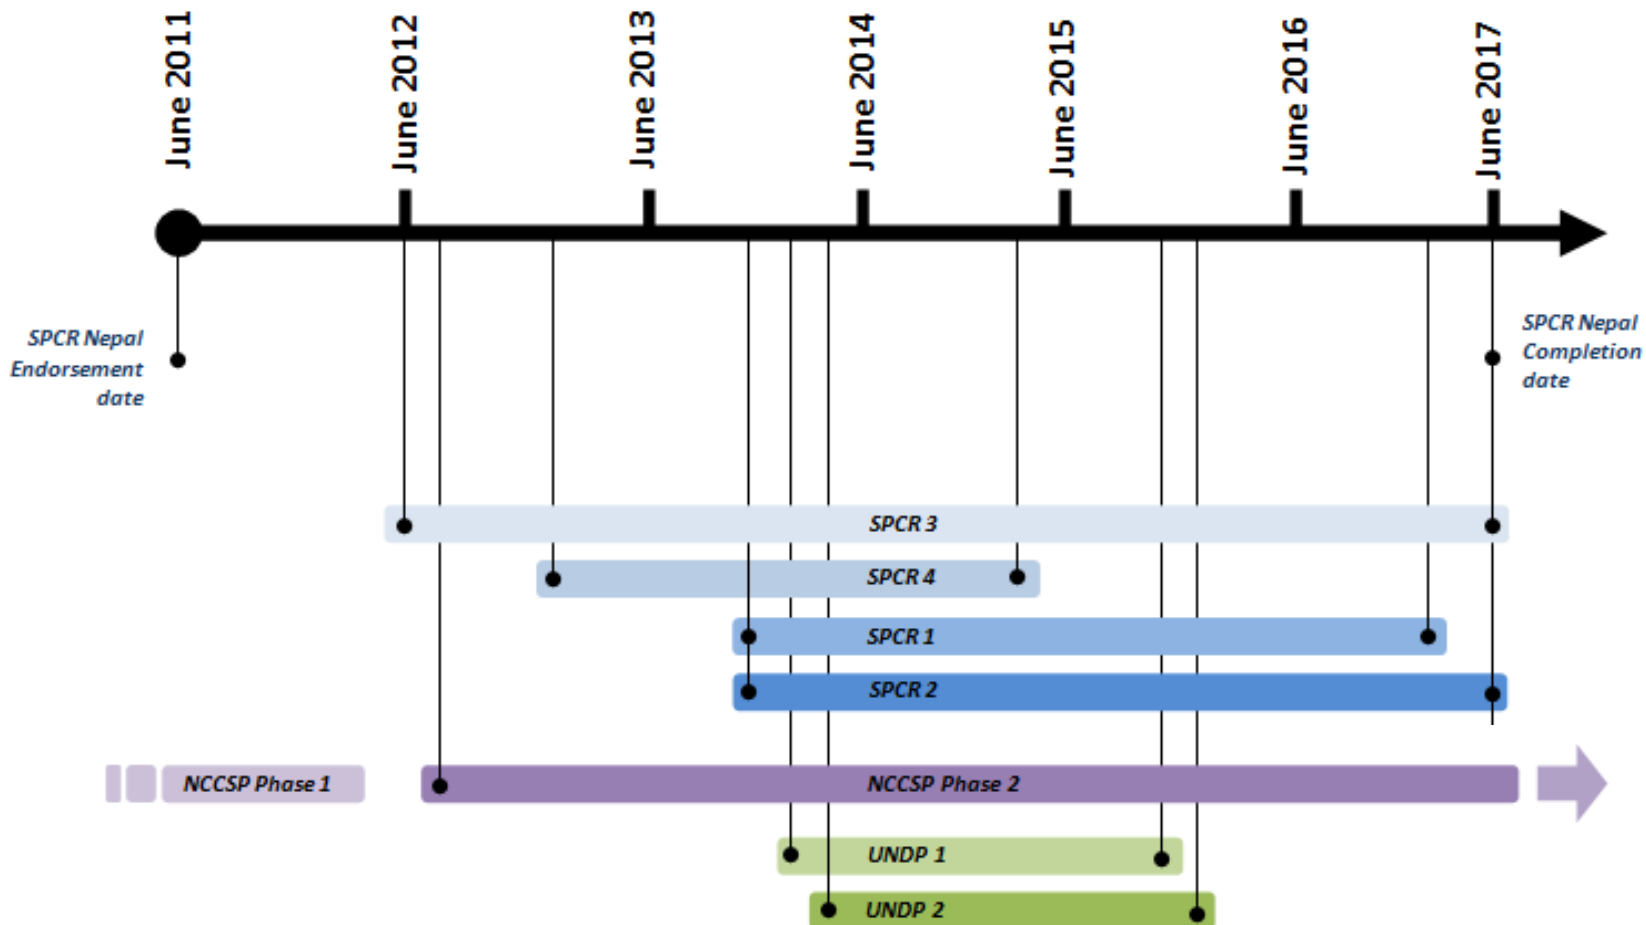 June 2011
June 2012
June 2013
June 2014
June 2015
June 2016
June 2017
SPCR Nepal
Endorsement
date
SPCR Nepal
Completion
date
SPCR 3
SPCR 4
SPCR 1
SPCR 2
NCCSP Phase 1
NCCSP Phase 2
UNDP 1
UNDP 2